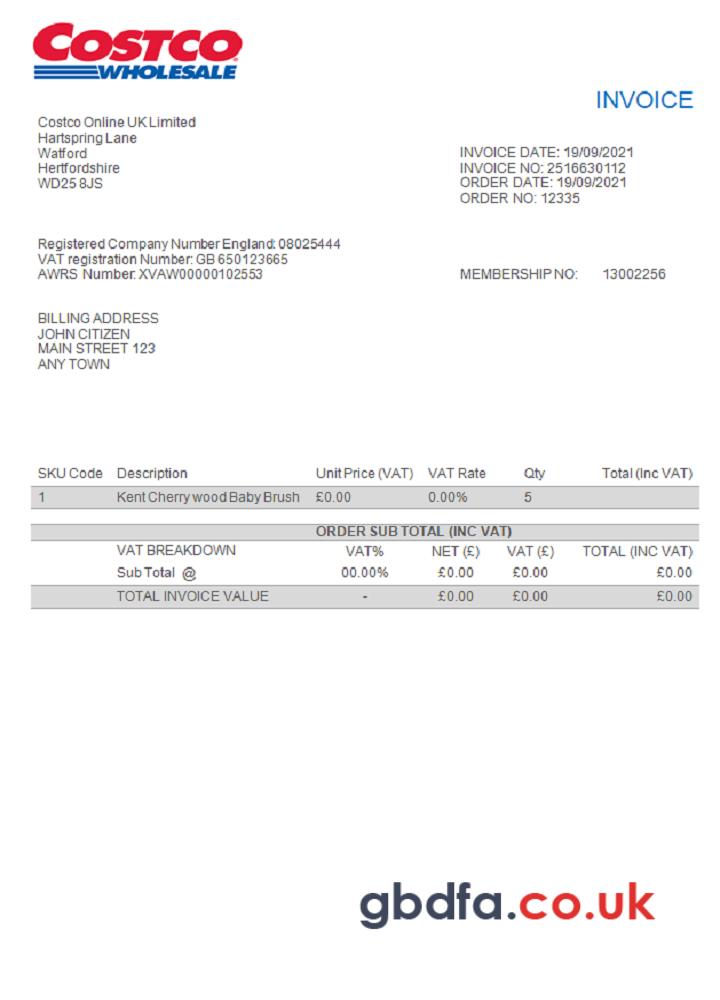 COSTCO
WHOLESALE
INVOICE
Costco Online UK Limited
Hartspring Lane
Watford
Hertfordshire
WD25 8JS
INVOICE DATE: 19/09/2021
INVOICE NO: 2516630112
ORDER DATE: 19/09/2021
ORDER NO: 12335
Registered Company Number England: 08025444
VAT registration Number: GB 650123665
AWRS Number: XVAW00000102553
MEMBERSHIP NO: 13002256
BILLING ADDRESS
JOHN CITIZEN
MAIN STREET 123
ANY TOWN
SKU Code Description Unit Price (VAT) VAT Rate Qty Total (Inc VAT)
1 Kent Cherry wood Baby Brush £0.00 0.00% 5
ORDER SUB TOTAL (INC VAT)
VAT BREAKDOWN VAT% NET (£) VAT (£) TOTAL (INC VAT)
Sub Total @ 00.00% £0.00 £0.00 £0.00
TOTAL INVOICE VALUE - £0.00 £0.00 £0.00
gbdfa.co.uk